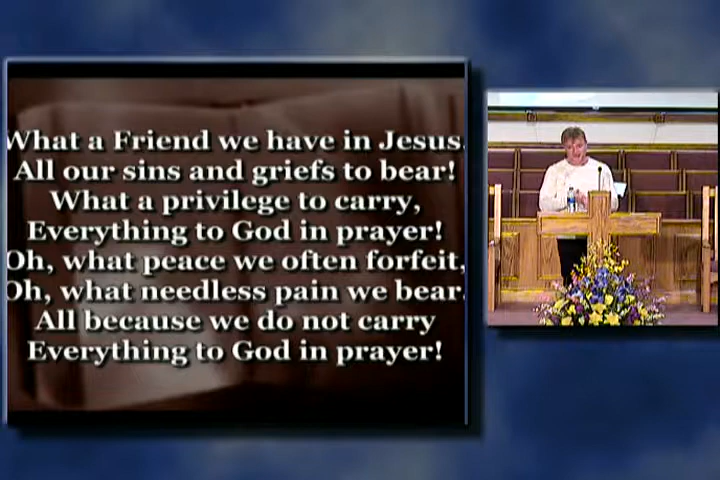 What a Friend we have in Jesus,
All our sins and griefs to bear!
What a privilege to carry,
Everything to God in prayer!
Oh, what peace we often forfeit,
Oh, what needless pain we bear.
All because we do not carry
Everything to God in prayer!